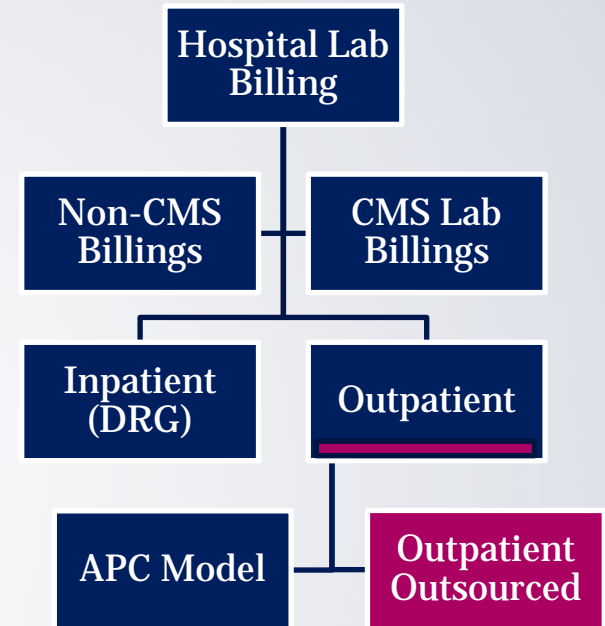 Hospital Lab
Billing
Non-CMS
Billings
CMS Lab
Billings
Inpatient
(DRG)
Outpatient
APC Model
Outpatient
Outsourced